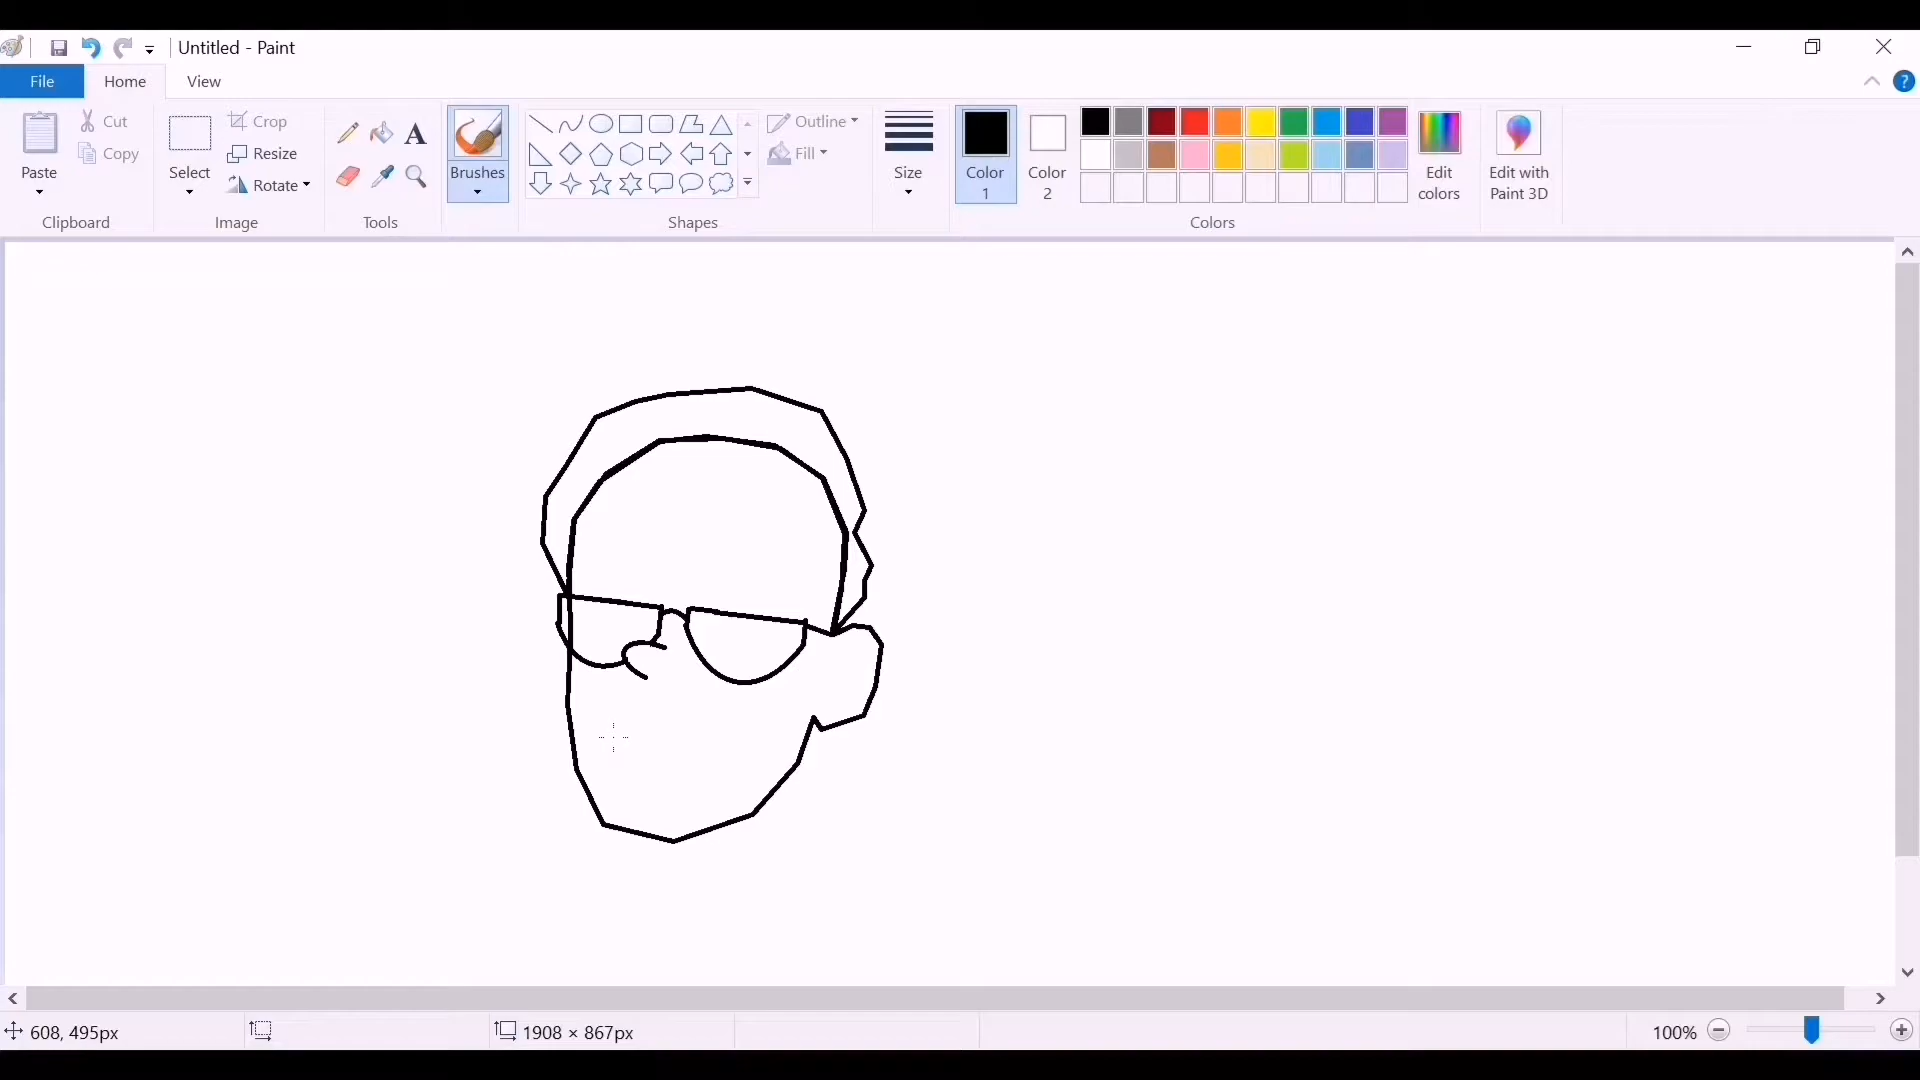 Untitled - Paint
File Home View
Paste
Cut
Copy
Clipboard
Select
Crop
Resize
Rotate
Image
A
Tools
Brushes
Shapes
Outline
Fill
Size
Color
1
Color
2
Colors
Edit
colors
Edit with
Paint 3D
?
608, 495px
1908 × 867px
100%